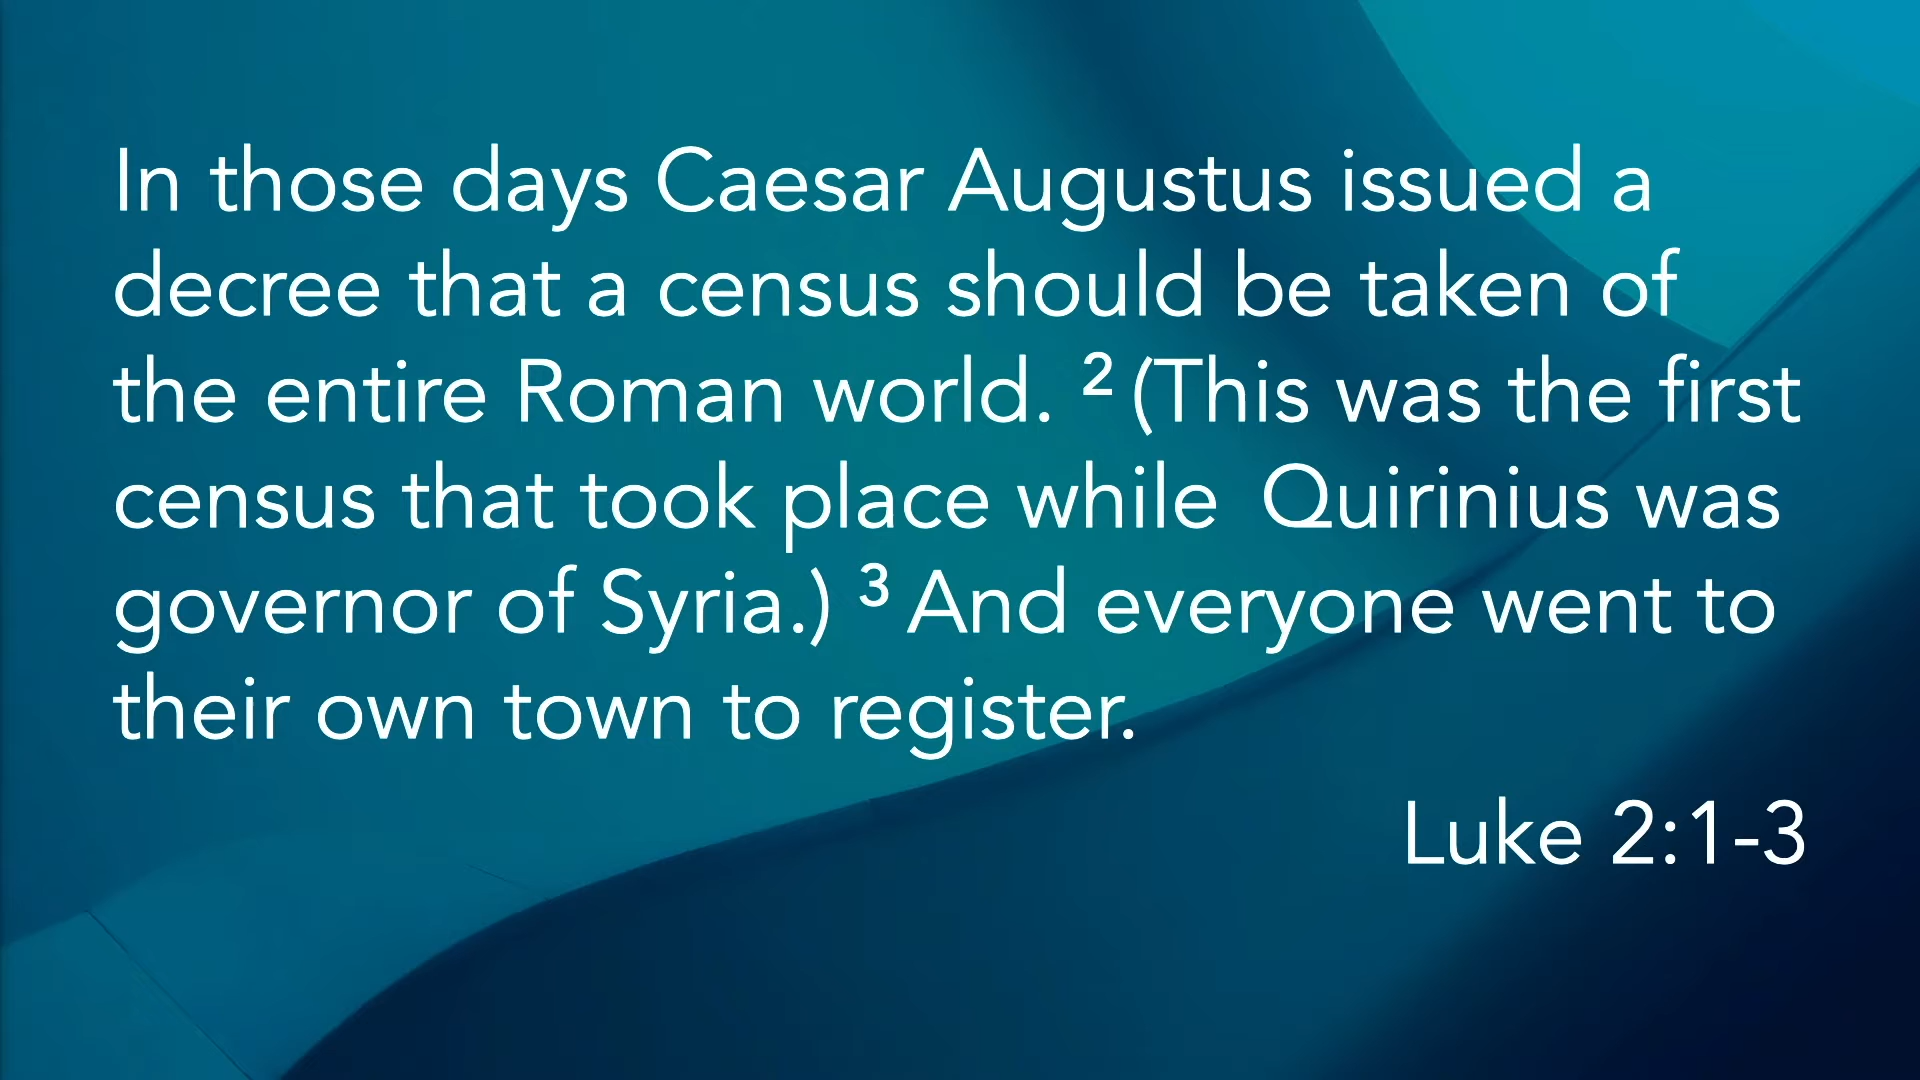 In those days Caesar Augustus issued a
decree that a census should be taken of
the entire Roman world. ² (This was the first
census that took place while Quirinius was
governor of Syria.) ³ And everyone went to
their own town to register.
Luke 2:1-3